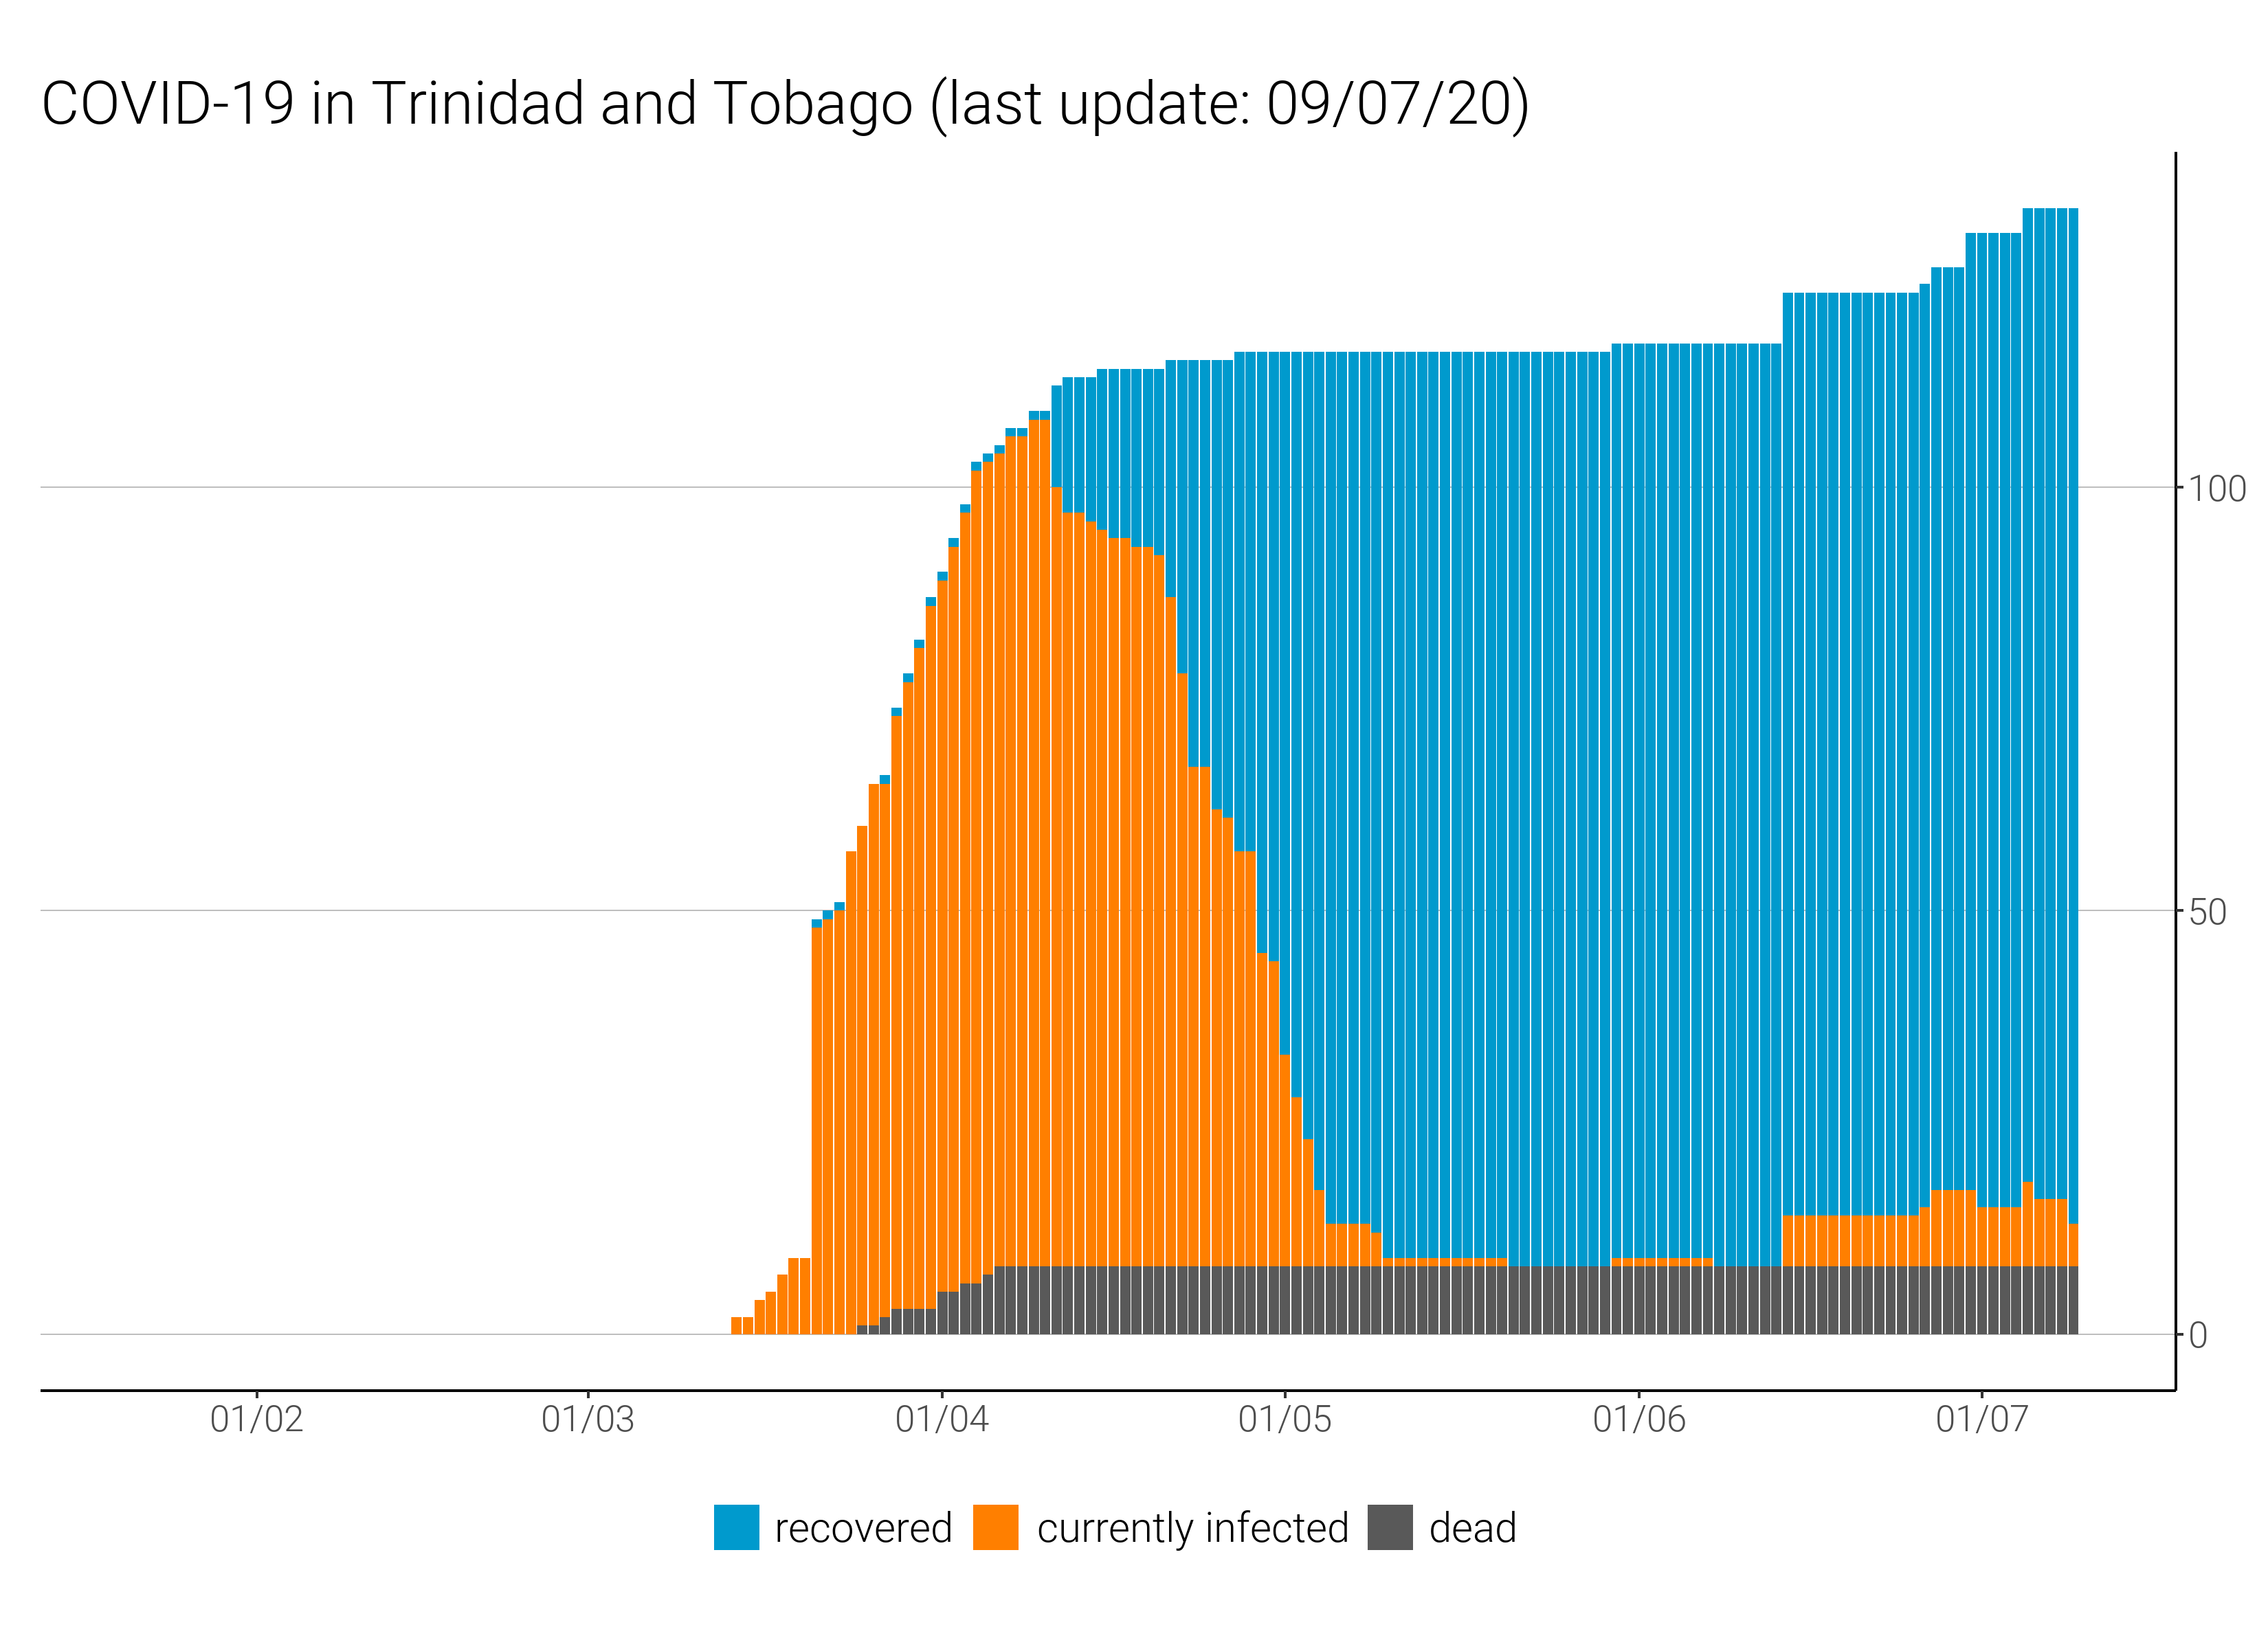 COVID-19 in Trinidad and Tobago (last update: 09/07/20)
100
50
0
01/02 01/03 01/04 01/05 01/06 01/07
recovered currently infected dead